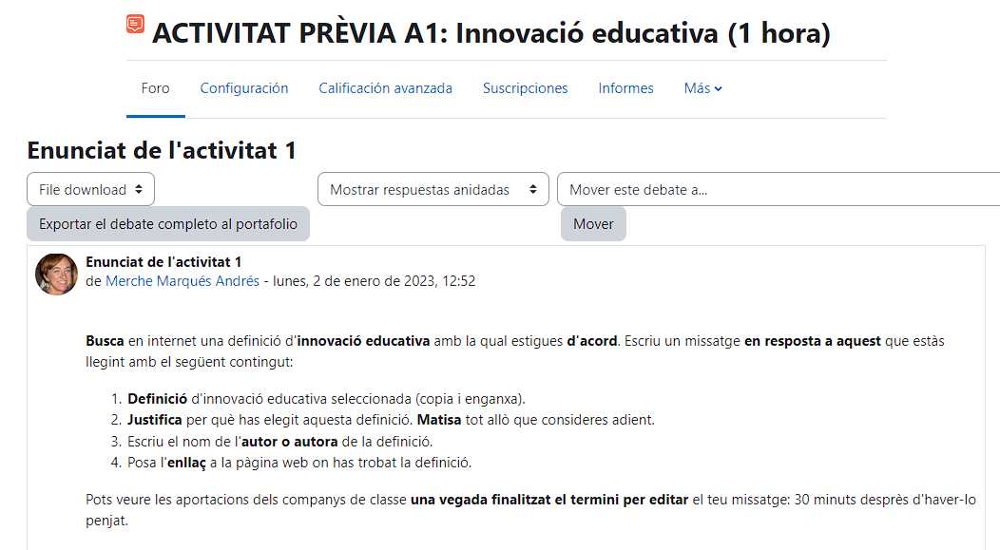 ACTIVITAT PRÈVIA A1: Innovació educativa (1 hora)
Foro Configuración Calificación avanzada Suscripciones Informes Más
Enunciat de l'activitat 1
File download Mostrar respuestas anidadas Mover este debate a...
Exportar el debate completo al portafolio Mover
Enunciat de l'activitat 1
de Merche Marqués Andrés - lunes, 2 de enero de 2023, 12:52
Busca en internet una definició d'innovació educativa amb la qual estigues d'acord. Escriu un missatge en resposta a aquest que estàs
llegint amb el següent contingut:
1. Definició d'innovació educativa seleccionada (copia i enganxa).
2. Justifica per què has elegit aquesta definició. Matisa tot allò que consideres adient.
3. Escriu el nom de l'autor o autora de la definició.
4. Posa l'enllaç a la pàgina web on has trobat la definició.
Pots veure les aportacions dels companys de classe una vegada finalitzat el termini per editar el teu missatge: 30 minuts desprès d'haver-lo
penjat.